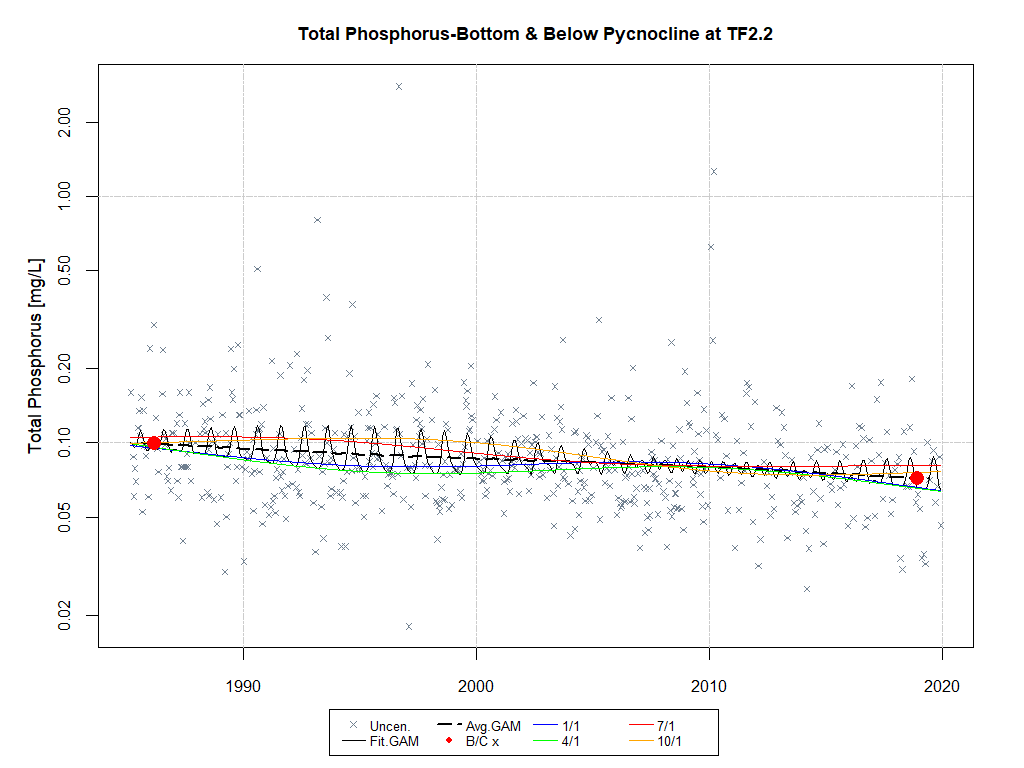 Total Phosphorus-Bottom & Below Pycnocline at TF2.2
Total Phosphorus [mg/L]
2.00
1.00
0.50
0.20
0.10
0.05
0.02
1990 2000 2010 2020
Uncen. Avg.GAM 1/1 7/1
Fit.GAM B/C x 4/1 10/1